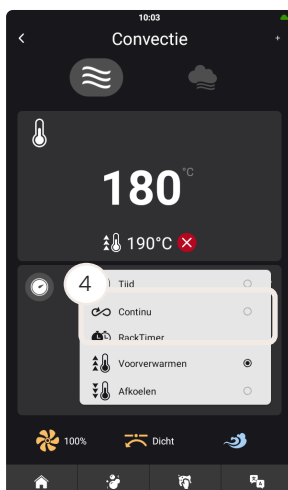 10:03
Convectie
+
180 °C
190°C
4
Tijd
Continu
RackTimer
Voorverwarmen
Afkoelen
100%
Dicht